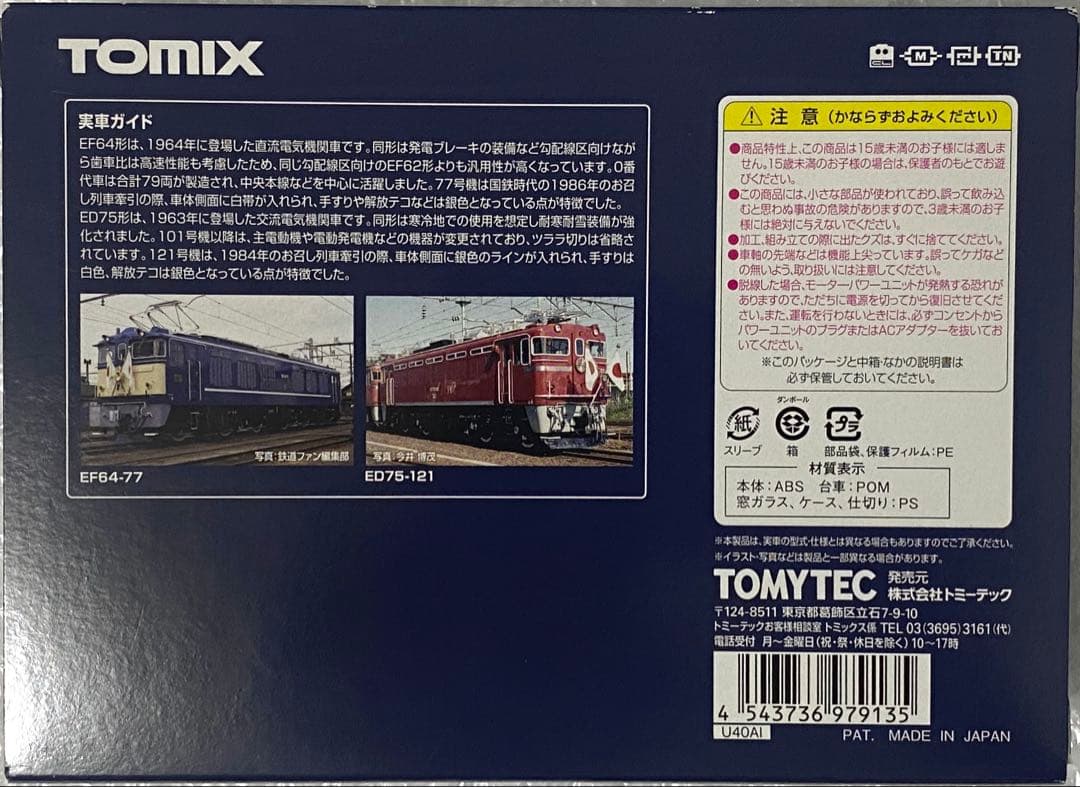 TOMIX
M
TN
実車ガイド
EF64形は、1964年に登場した直流電気機関車です。同形は発電ブレーキの装備など勾配線区向けなが
ら歯車比は高速性能も考慮したため、同じ勾配線区向けのEF62形よりも汎用性が高くなっています。0番
代車は合計79両が製造され、中央本線などを中心に活躍しました。77号機は国鉄時代の1986年のお召
し列車牽引の際、車体側面に白帯が入れられ、手すりや解放テコなどは銀色となっている点が特徴でした。
ED75形は、1963年に登場した交流電気機関車です。同形は寒冷地での使用を想定し耐寒耐雪装備が強
化されました。101号機以降は、主電動機や電動発電機などの機器が変更されており、ツララ切りは省略さ
れています。121号機は、1984年のお召し列車牽引の際、車体側面に銀色のラインが入れられ、手すりは
白色、解放テコは銀色となっている点が特徴でした。
写真:鉄道ファン編集部
写真:今井 博茂
EF64-77
ED75-121
注 意 (かならずおよみください)
●商品特性上、この商品は15歳未満のお子様には適しま
せん。15歳未満のお子様の場合は、保護者のもとでお遊
びください。
●この商品には、小さな部品が使われており、誤って飲み込
むと思わぬ事故の危険がありますので、3歳未満のお子
様には絶対に与えないでください。
●加工、組み立ての際に出たクズは、すぐに捨ててください。
●車軸の先端などは機能上尖っています。誤ってケガなど
の無いよう、取り扱いには注意してください。
●脱線した場合、モーターパワーユニットが発熱する恐れが
ありますので、ただちに電源を切ってから復旧させてくだ
さい。また、運転を行わないときには、必ずコンセントから
パワーユニットのプラグまたはACアダプターを抜いてお
いてください。
※このパッケージと中箱・なかの説明書は
必ず保管しておいてください。
ダンボール
紙
プラ
スリーブ 箱 部品袋、保護フィルム:PE
材質表示
本体:ABS 台車:POM
窓ガラス、ケース、仕切り:PS
※本製品は、実車の型式・仕様とは異なる場合もありますのでご了承ください。
※イラスト・写真などは製品と一部異なる場合があります。
TOMYTEC
発売元
株式会社トミーテック
〒124-8511 東京都葛飾区立石7-9-10
トミーテックお客様相談室 トミックス係 TEL 03(3695)3161(代)
電話受付 月〜金曜日(祝・祭・休日を除く)10〜17時
4 543736 979135
U40AI
PAT. MADE IN JAPAN